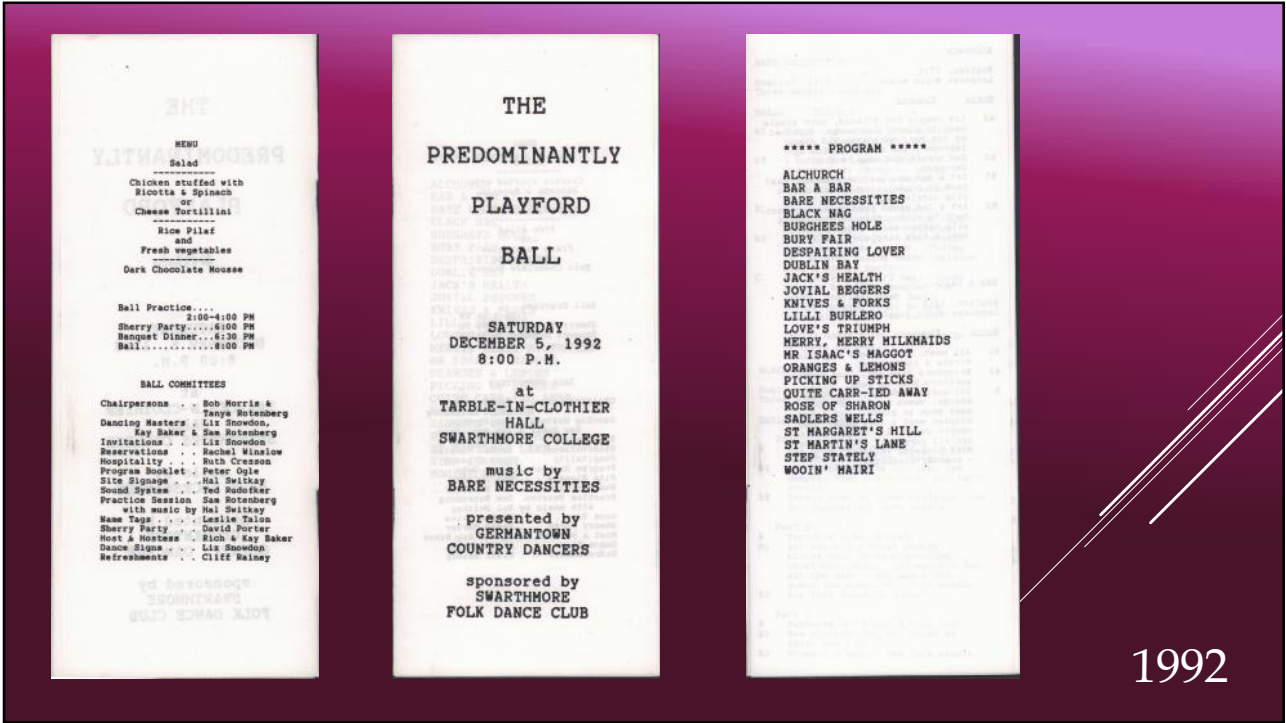 MENU
Salad
-----------
Chicken stuffed with
Ricotta & Spinach
or
Cheese Tortillini
-----------
Rice Pilaf
and
Fresh vegetables
-----------
Dark Chocolate Mousse
Ball Practice....
2:00-4:00 PM
Sherry Party.....6:00 PM
Banquet Dinner...6:30 PM
Ball.............8:00 PM
BALL COMMITTEES
Chairpersons . . Bob Morris &
Tanya Rotenberg
Dancing Masters . Liz Snowdon,
Kay Baker & Sam Rotenberg
Invitations . . . Liz Snowdon
Reservations . . Rachel Winslow
Hospitality . . . Ruth Cresson
Program Booklet . Peter Ogle
Site Signage . . .Hal Switkay
Sound System . . Ted Rudofker
Practice Session Sam Rotenberg
with music by Hal Switkay
Name Tags . . . . Leslie Talon
Sherry Party . . David Porter
Host & Hostess . Rich & Kay Baker
Dance Signs . . . Liz Snowdon
Refreshments . . Cliff Rainey
THE
PREDOMINANTLY
PLAYFORD
BALL
SATURDAY
DECEMBER 5, 1992
8:00 P.M.
at
TARBLE-IN-CLOTHIER
HALL
SWARTHMORE COLLEGE
music by
BARE NECESSITIES
presented by
GERMANTOWN
COUNTRY DANCERS
sponsored by
SWARTHMORE
FOLK DANCE CLUB
***** PROGRAM *****
ALCHURCH
BAR A BAR
BARE NECESSITIES
BLACK NAG
BURGHEES HOLE
BURY FAIR
DESPAIRING LOVER
DUBLIN BAY
JACK'S HEALTH
JOVIAL BEGGERS
KNIVES & FORKS
LILLI BURLERO
LOVE'S TRIUMPH
MERRY, MERRY MILKMAIDS
MR ISAAC'S MAGGOT
ORANGES & LEMONS
PICKING UP STICKS
QUITE CARR-IED AWAY
ROSE OF SHARON
SADLERS WELLS
ST MARGARET'S HILL
ST MARTIN'S LANE
STEP STATELY
WOOIN' MAIRI
1992